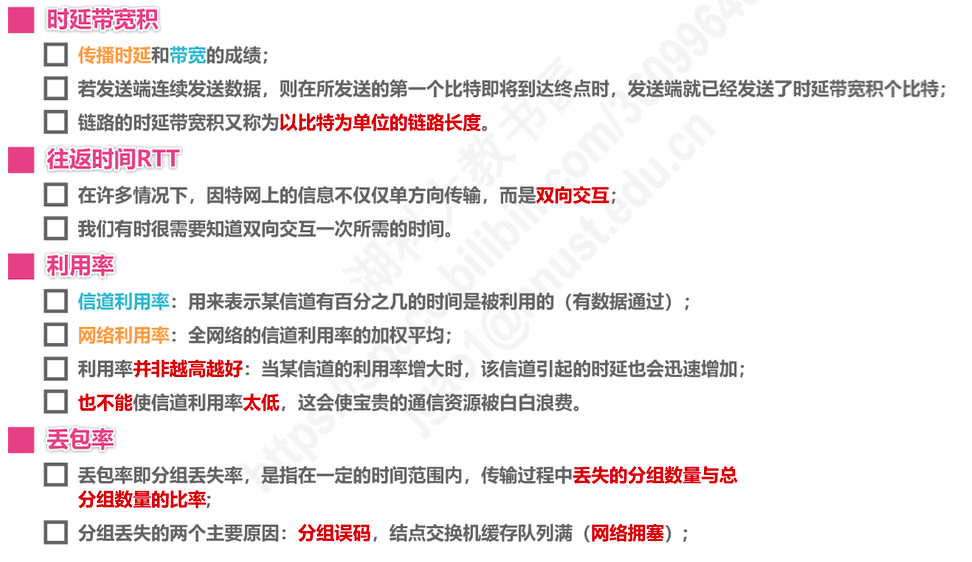 时延带宽积
传播时延和带宽的成绩；
若发送端连续发送数据，则在所发送的第一个比特即将到达终点时，发送端就已经发送了时延带宽积个比特；
链路的时延带宽积又称为以比特为单位的链路长度。
往返时间RTT
在许多情况下，因特网上的信息不仅仅单方向传输，而是双向交互；
我们有时很需要知道双向交互一次所需的时间。
利用率
信道利用率：用来表示某信道有百分之几的时间是被利用的（有数据通过）；
网络利用率：全网络的信道利用率的加权平均；
利用率并非越高越好：当某信道的利用率增大时，该信道引起的时延也会迅速增加；
也不能使信道利用率太低，这会使宝贵的通信资源被白白浪费。
丢包率
丢包率即分组丢失率，是指在一定的时间范围内，传输过程中丢失的分组数量与总
分组数量的比率;
分组丢失的两个主要原因：分组误码，结点交换机缓存队列满（网络拥塞）；